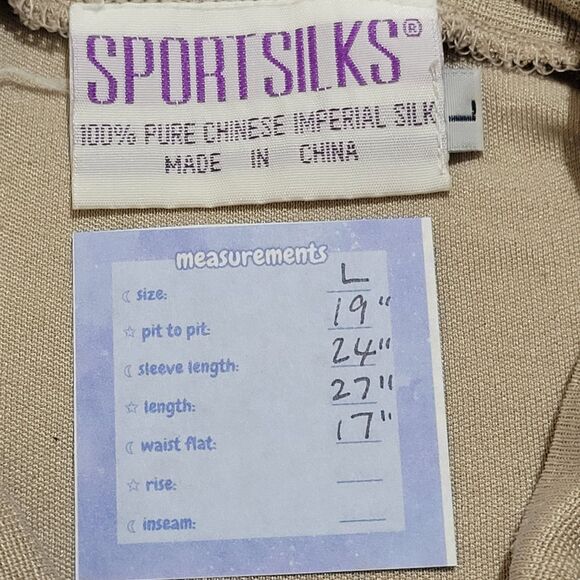 SPORTSILKS®
100% PURE CHINESE IMPERIAL SILK
MADE IN CHINA
L
measurements
size: L
pit to pit: 19"
sleeve length: 24"
length: 27"
waist flat: 17"
rise:
inseam: